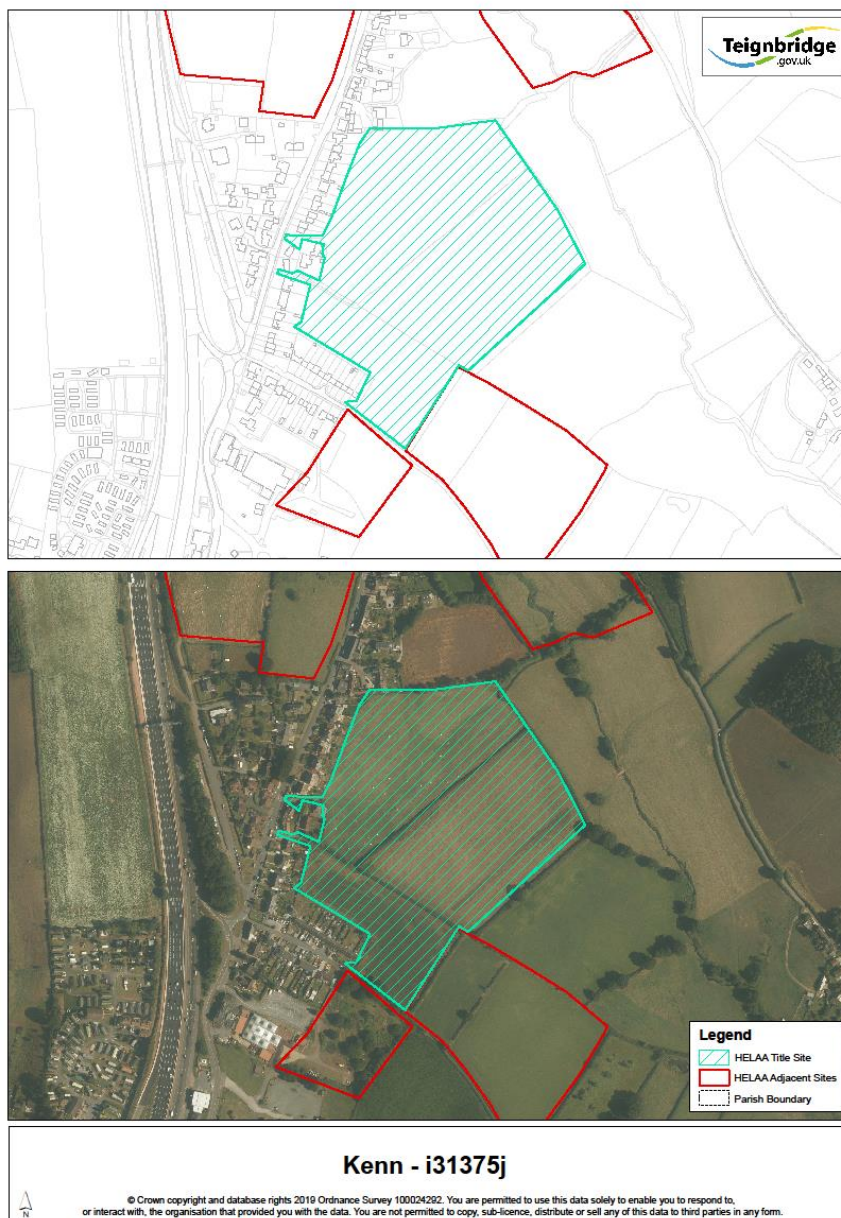 Teignbridge
.gov.uk
Legend
HELAA Title Site
HELAA Adjacent Sites
Parish Boundary
Kenn - i31375j
N
© Crown copyright and database rights 2019 Ordnance Survey 100024292. You are permitted to use this data solely to enable you to respond to,
or interact with, the organisation that provided you with the data. You are not permitted to copy, sub-licence, distribute or sell any of this data to third parties in any form.